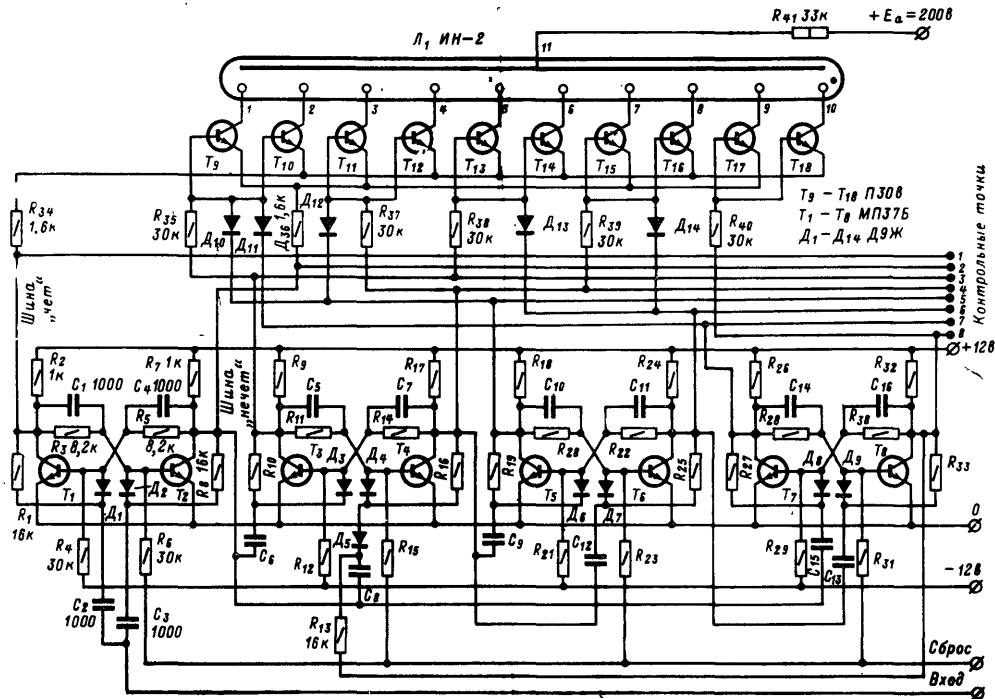 R41 33к
+ Eа = 200 в
Л1 ИН-2
11
1 2 3 4 5 6 7 8 9 10
T9 T10 T11 T12 T13 T14 T15 T16 T17 T18
T9 – T18 П308
T1 – T8 МП37Б
Д1 – Д14 Д9Ж
R34
1,6к
R35
30к
Д10
Д11
Д12
R36 1,6к
R37
30к
R38
30к
Д13
R39
30к
Д14
R40
30к
Контрольные точки
1
2
3
4
5
6
7
8
+12В
Шина
„чет“
Шина
„нечет“
R2
1к
R7 1к
R9
R17
R18
R24
R26
R32
C1 1000
C4 1000
C5
C7
C10
C11
C14
C16
R3 8,2к
R5
8,2к
R11
R14
R28
R22
R28
R38
T1
T2
T3
T4
T5
T6
T7
T8
R1
16к
Д1
Д2
R8 16к
R10
Д3
Д4
R16
R19
Д6
Д7
R25
R27
Д8
Д9
R33
0
R4
30к
R6
30к
C6
R12
Д5
C8
R15
C9
R21
C12
R23
R29
C15
C13
R31
-12в
C2
1000
C3
1000
R13
16к
Сброс
Вход